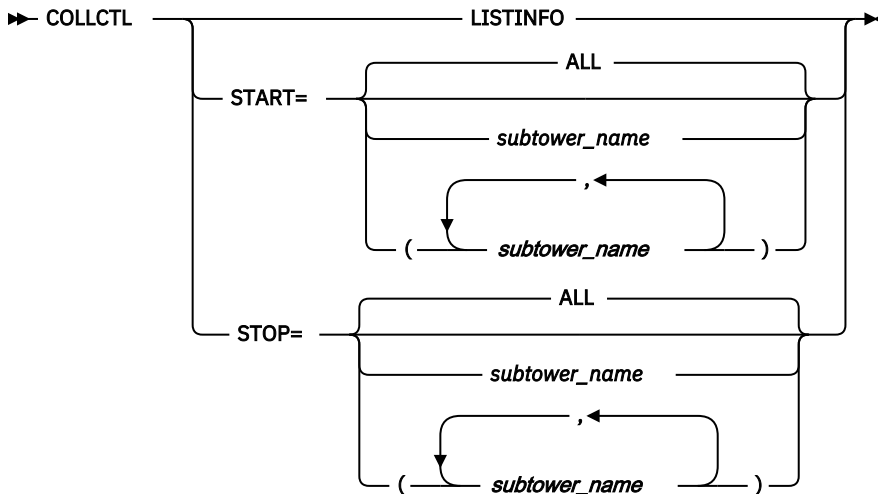 COLLCTL LISTINFO
ALL
START=
subtower_name
,
( subtower_name )
ALL
STOP=
subtower_name
,
( subtower_name )